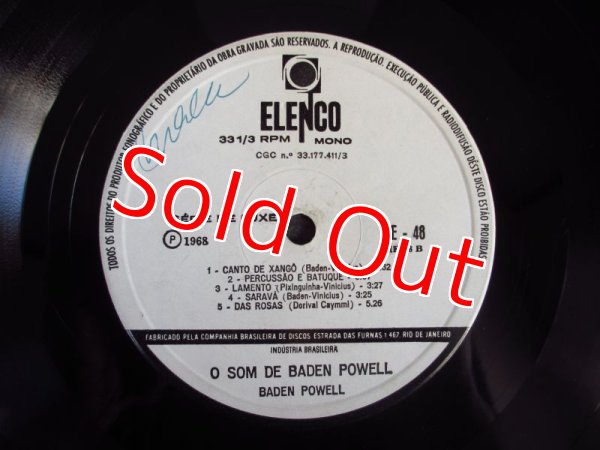 TODOS OS DIREITOS DO PRODUTOR FONOGRÁFICO E DO PROPRIETÁRIO DA OBRA GRAVADA SÃO RESERVADOS. A REPRODUÇÃO, EXECUÇÃO PÚBLICA E RADIODIFUSÃO DÊSTE DISCO ESTÃO PROIBIDAS
ELENCO
33 1/3 RPM MONO
CGC n.º 33.177.411/3
Sold Out
E - 48
B
P 1968
1 - CANTO DE XANGÔ (Baden-
2 - PERCUSSÃO E BATUQUE -
3 - LAMENTO (Pixinguinha-Vinicius) - 3:27
4 - SARAVÁ (Baden-Vinicius) - 3:25
5 - DAS ROSAS (Dorival Caymmi) - 5.26
FABRICADO PELA COMPANHIA BRASILEIRA DE DISCOS ESTRADA DAS FURNAS 1467 RIO DE JANEIRO
INDÚSTRIA BRASILEIRA
O SOM DE BADEN POWELL
BADEN POWELL